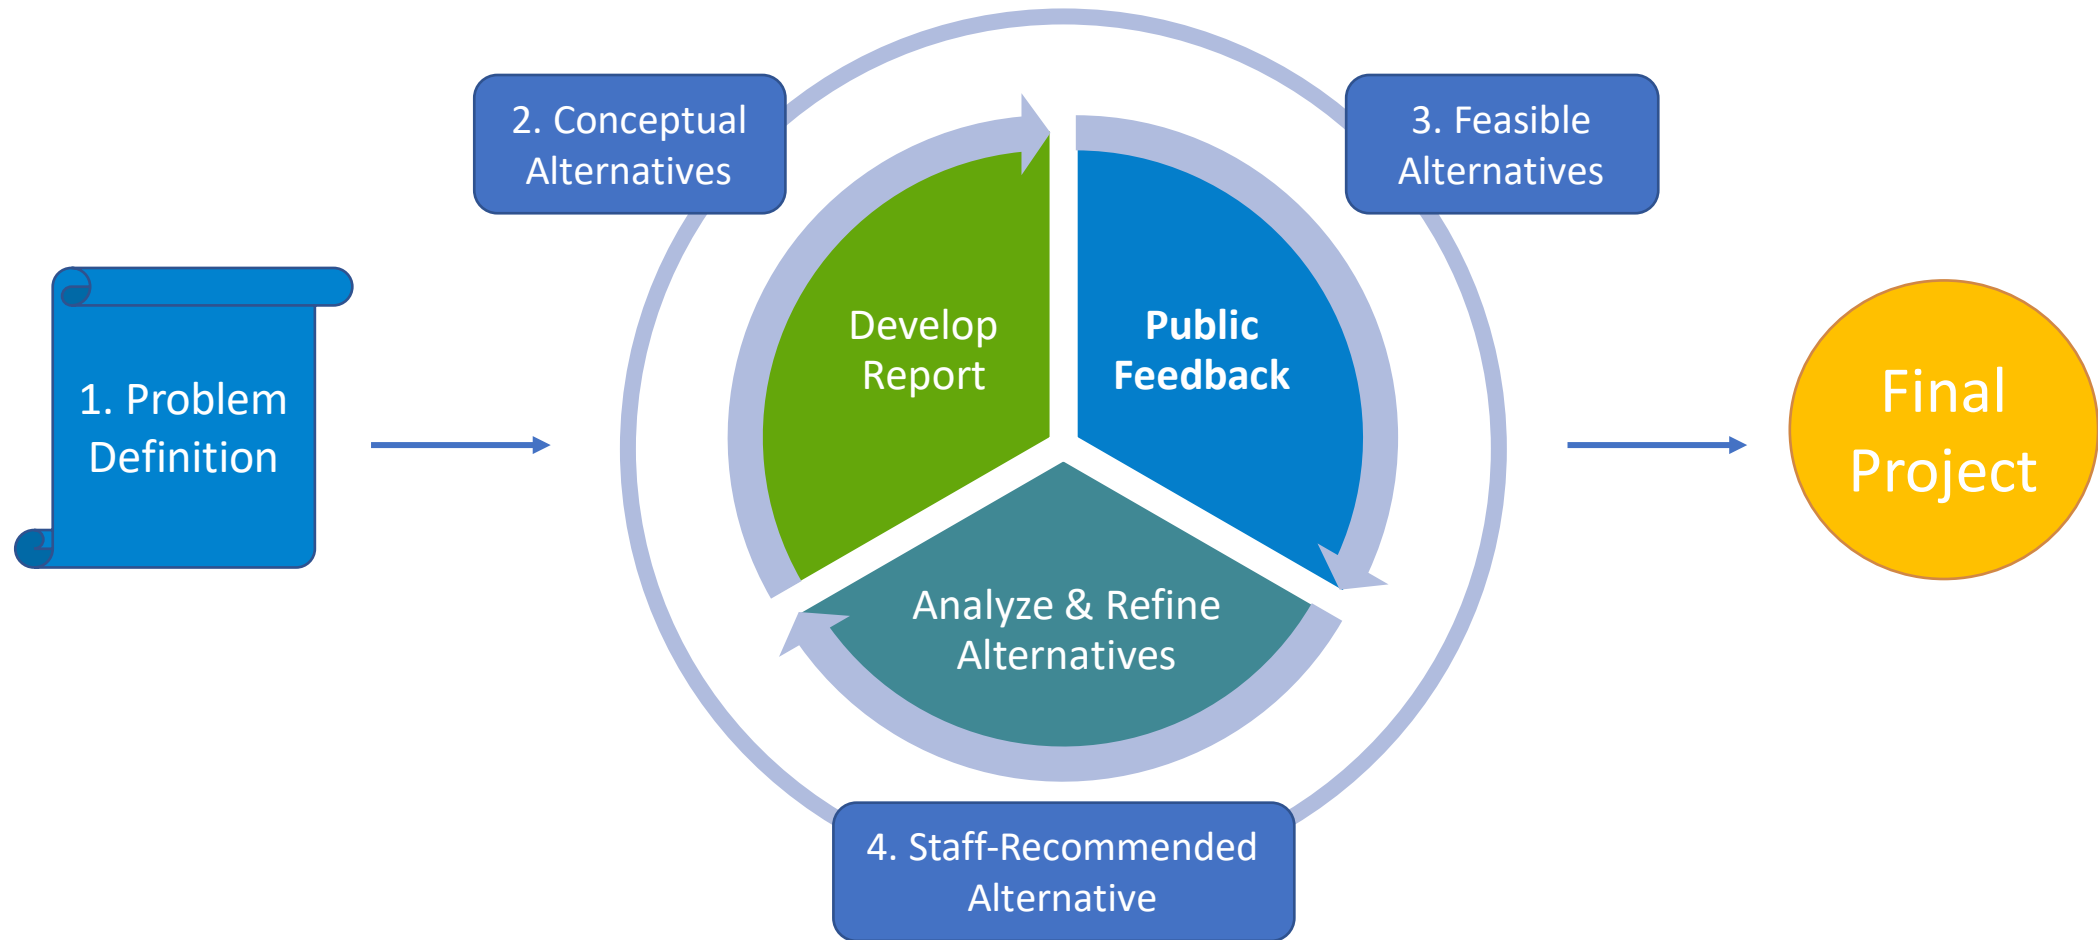 1. Problem
Definition
2. Conceptual
Alternatives
3. Feasible
Alternatives
Develop
Report
Public
Feedback
Analyze & Refine
Alternatives
4. Staff-Recommended
Alternative
Final
Project